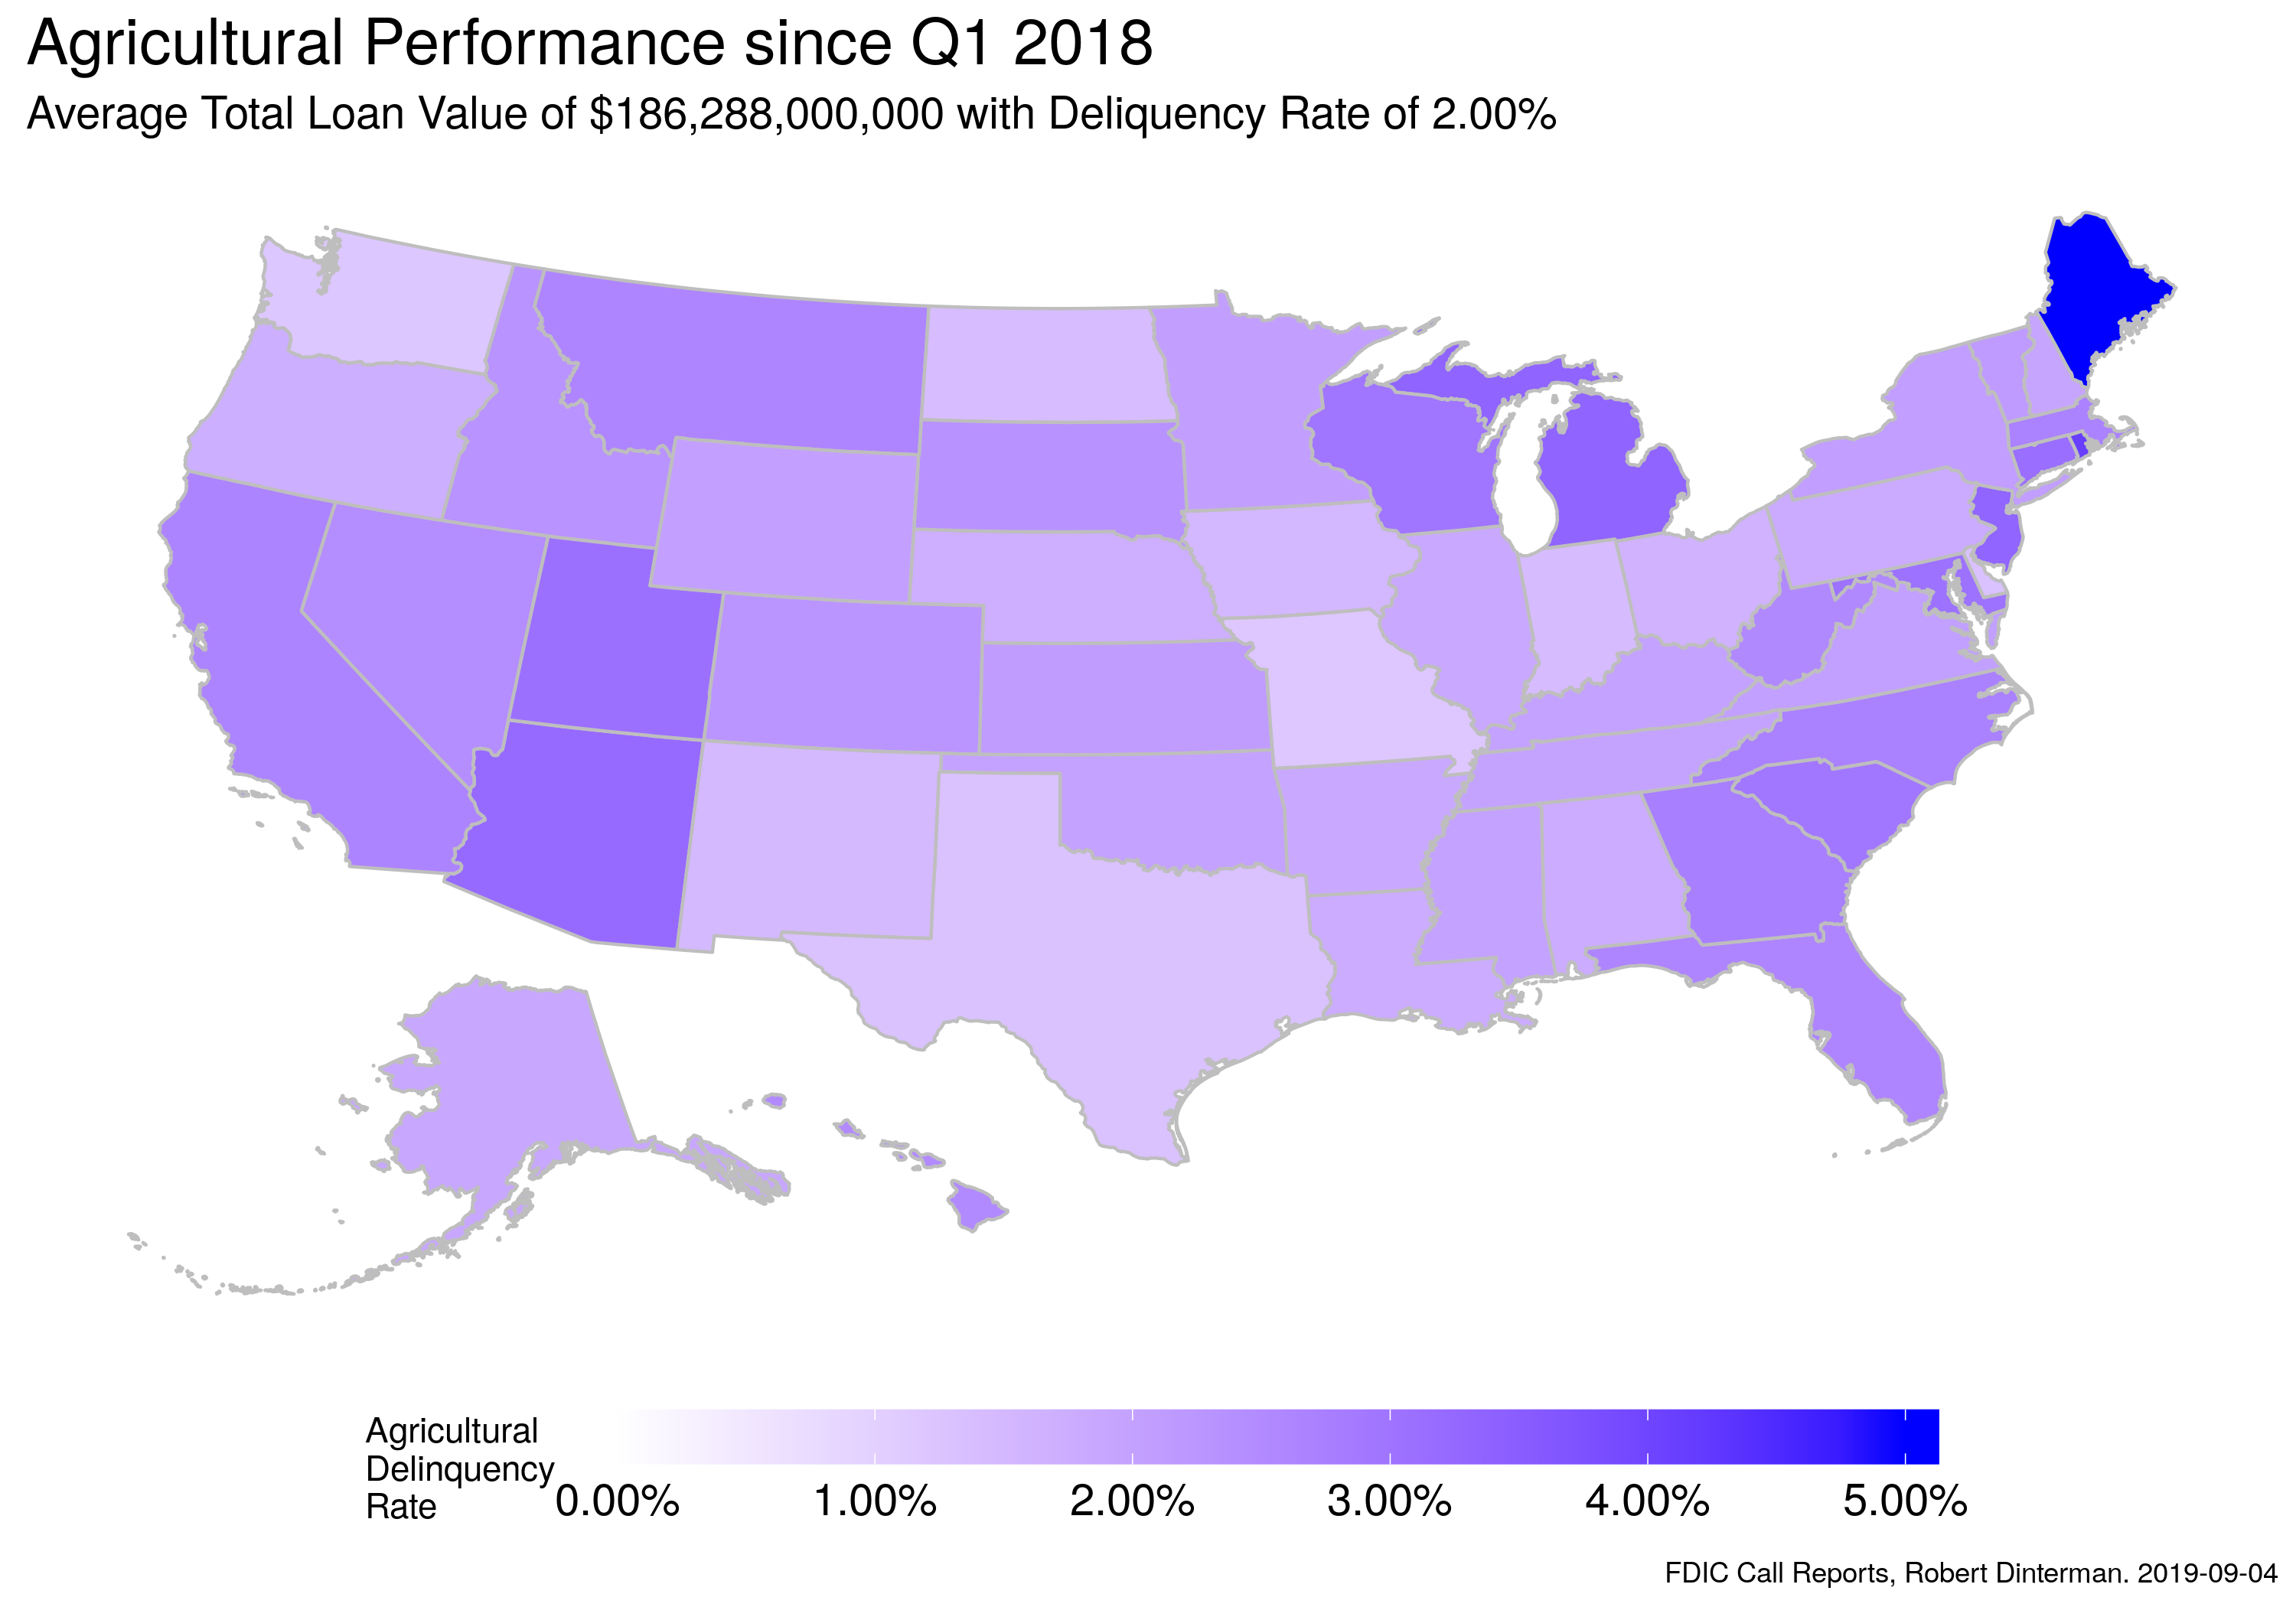 Agricultural Performance since Q1 2018
Average Total Loan Value of $186,288,000,000 with Deliquency Rate of 2.00%
Agricultural
Delinquency
Rate
0.00% 1.00% 2.00% 3.00% 4.00% 5.00%
FDIC Call Reports, Robert Dinterman. 2019-09-04